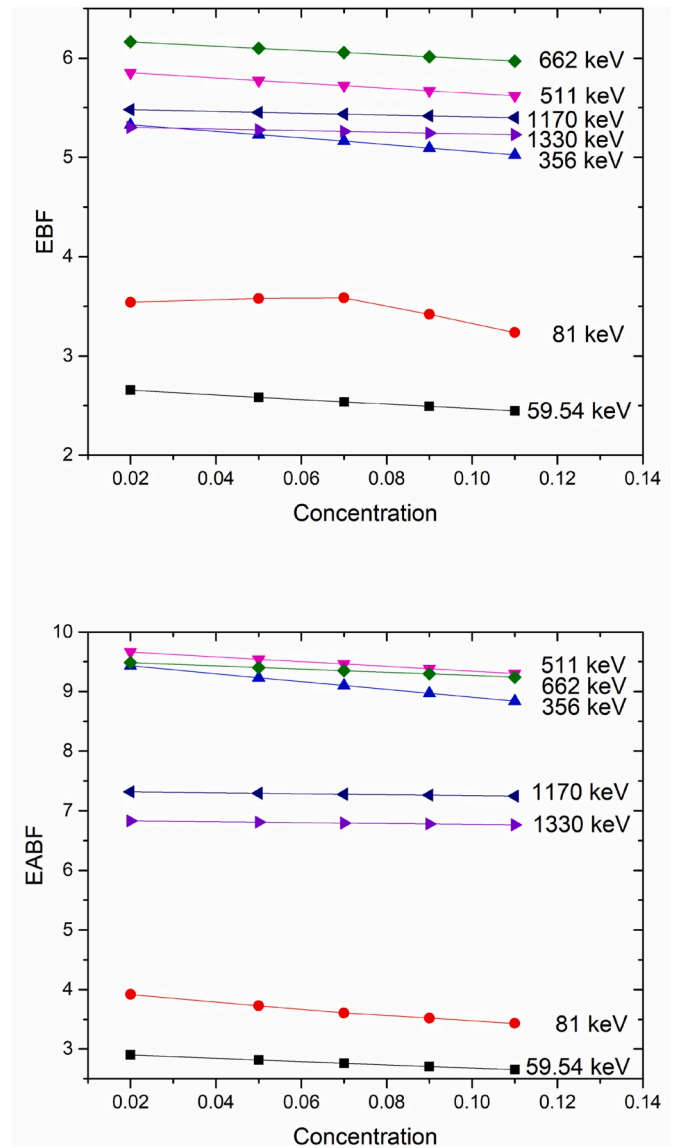 6
5
4
3
2
EBF
662 keV
511 keV
1170 keV
1330 keV
356 keV
81 keV
59.54 keV
0.02 0.04 0.06 0.08 0.10 0.12 0.14
Concentration
10
9
8
7
6
5
4
3
EABF
511 keV
662 keV
356 keV
1170 keV
1330 keV
81 keV
59.54 keV
0.02 0.04 0.06 0.08 0.10 0.12 0.14
Concentration